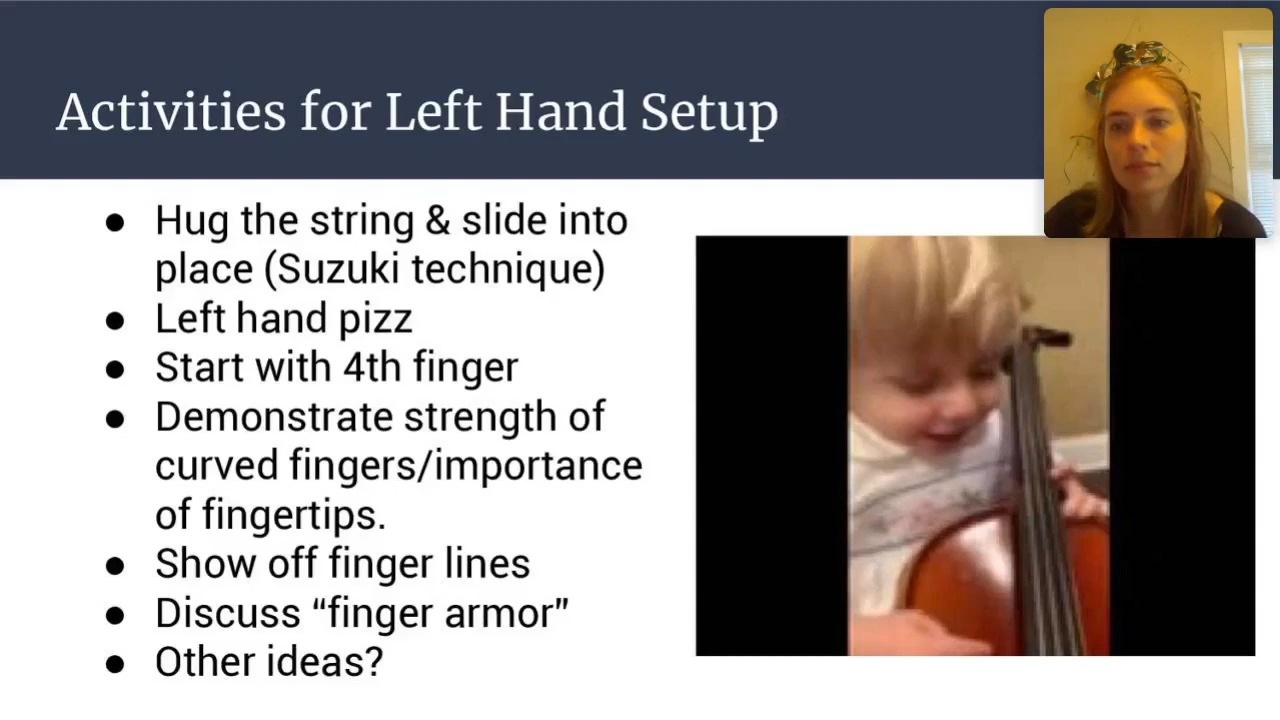 Activities for Left Hand Setup
● Hug the string & slide into
place (Suzuki technique)
● Left hand pizz
● Start with 4th finger
● Demonstrate strength of
curved fingers/importance
of fingertips.
● Show off finger lines
● Discuss “finger armor”
● Other ideas?